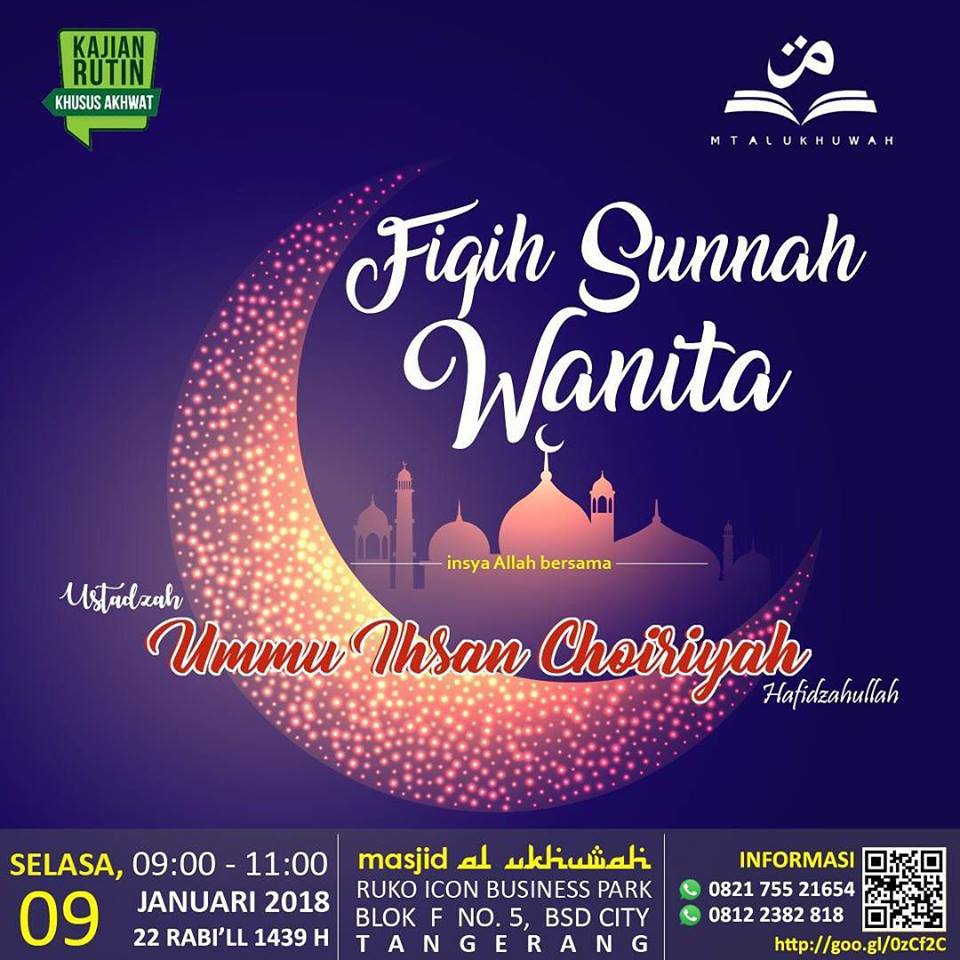 KAJIAN
RUTIN
KHUSUS AKHWAT
MTALUKHUWAH
Fiqih Sunnah
Wanita
insya Allah bersama
Ustadzah
Ummu Ihsan Choiriyah
Hafidzahullah
SELASA, 09:00 - 11:00
09 JANUARI 2018
22 RABI'LL 1439 H
masjid al ukhuwah
RUKO ICON BUSINESS PARK
BLOK F NO. 5, BSD CITY
TANGERANG
INFORMASI
0821 755 21654
0812 2382 818
http://goo.gl/0zCf2C